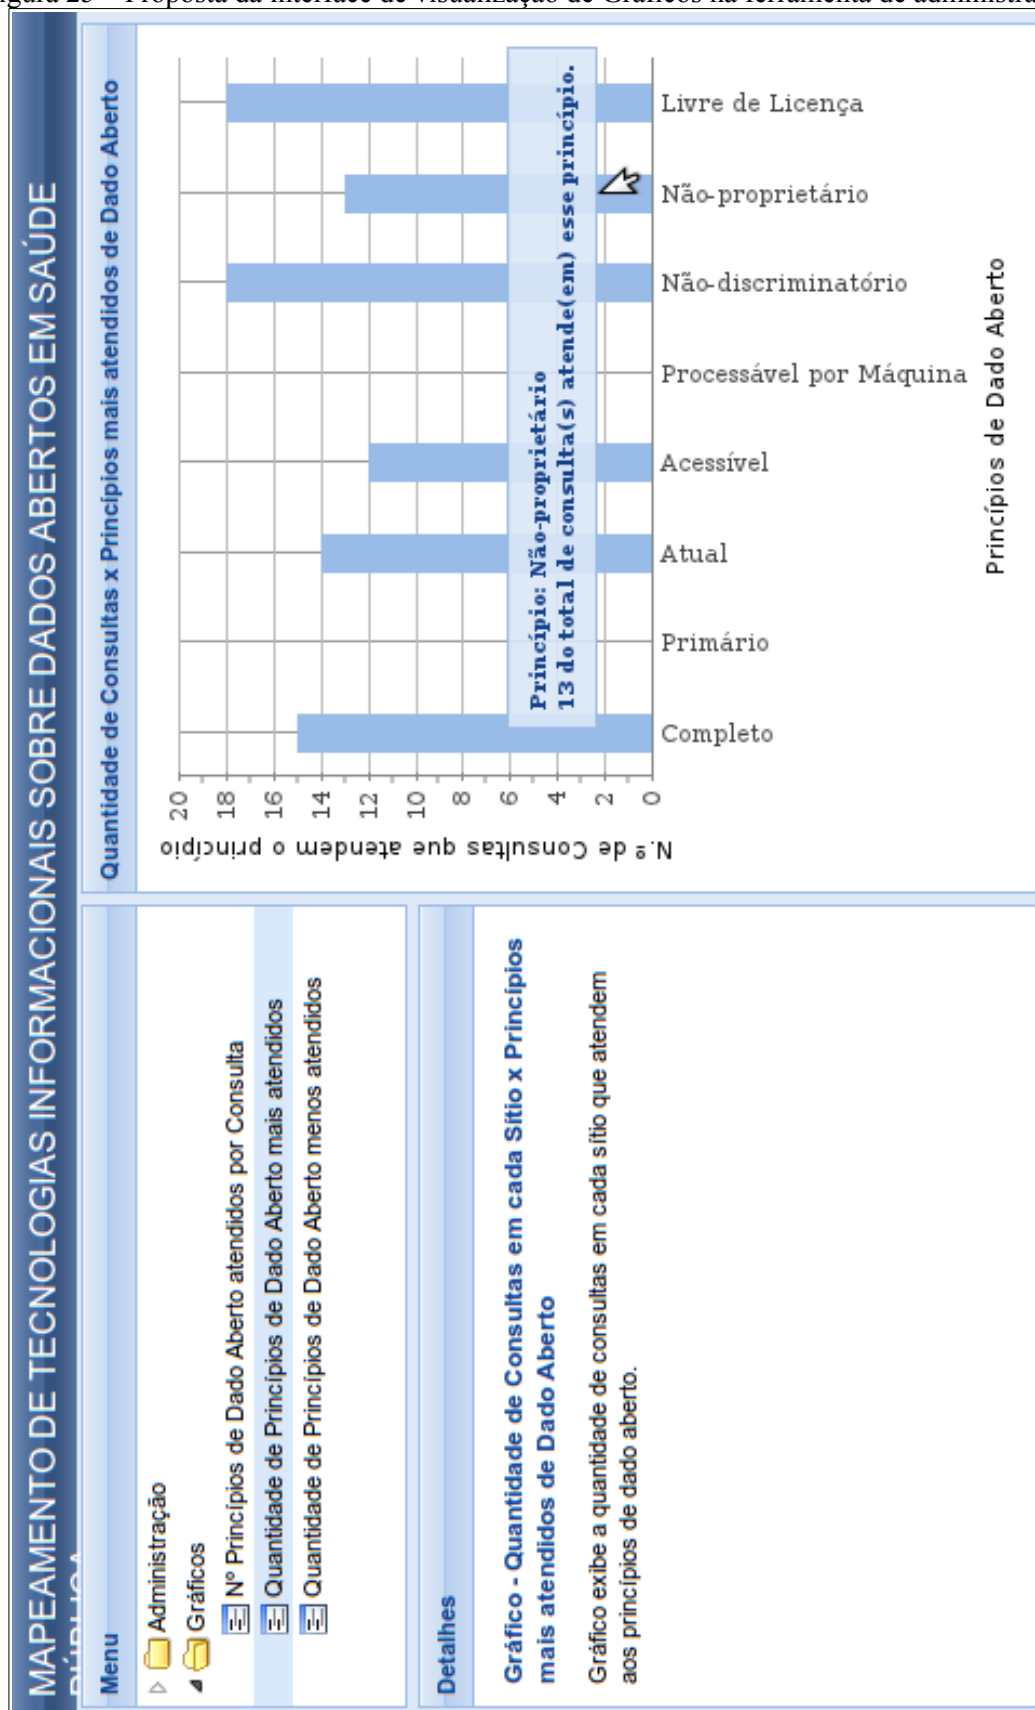 Figura 25 – Proposta da interface de visualização de Gráficos na ferramenta de
MAPEAMENTO DE TECNOLOGIAS INFORMACIONAIS SOBRE DADOS ABERTOS EM SAÚDE
PÚBLICA
Menu
Administração
Gráficos
N° Princípios de Dado Aberto atendidos por Consulta
Quantidade de Princípios de Dado Aberto mais atendidos
Quantidade de Princípios de Dado Aberto menos atendidos
Detalhes
Gráfico - Quantidade de Consultas em cada Sítio x Princípios
mais atendidos de Dado Aberto
Gráfico exibe a quantidade de consultas em cada sítio que atendem
aos princípios de dado aberto.
Quantidade de Consultas x Princípios mais atendidos de Dado Aberto
N.º de Consultas que atendem o princípio
20
18
16
14
12
10
8
6
4
2
0
Princípio: Não-proprietário
13 do total de consulta(s) atende(em) esse princípio.
Completo
Primário
Atual
Acessível
Processável por Máquina
Não-discriminatório
Não-proprietário
Livre de Licença
Princípios de Dado Aberto